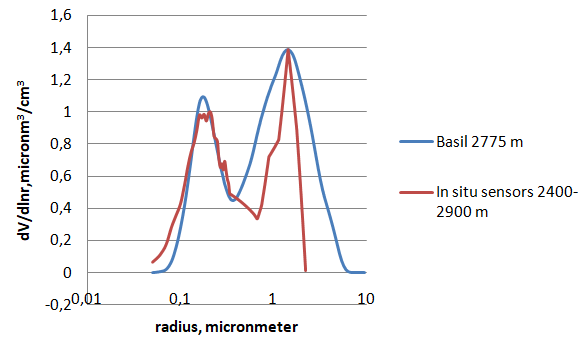 1,6
1,4
1,2
1
0,8
0,6
0,4
0,2
0
-0,2
0,01 0,1 1 10
dV/dlnr,micronm³/cm³
radius, micronmeter
Basil 2775 m
In situ sensors 2400-
2900 m